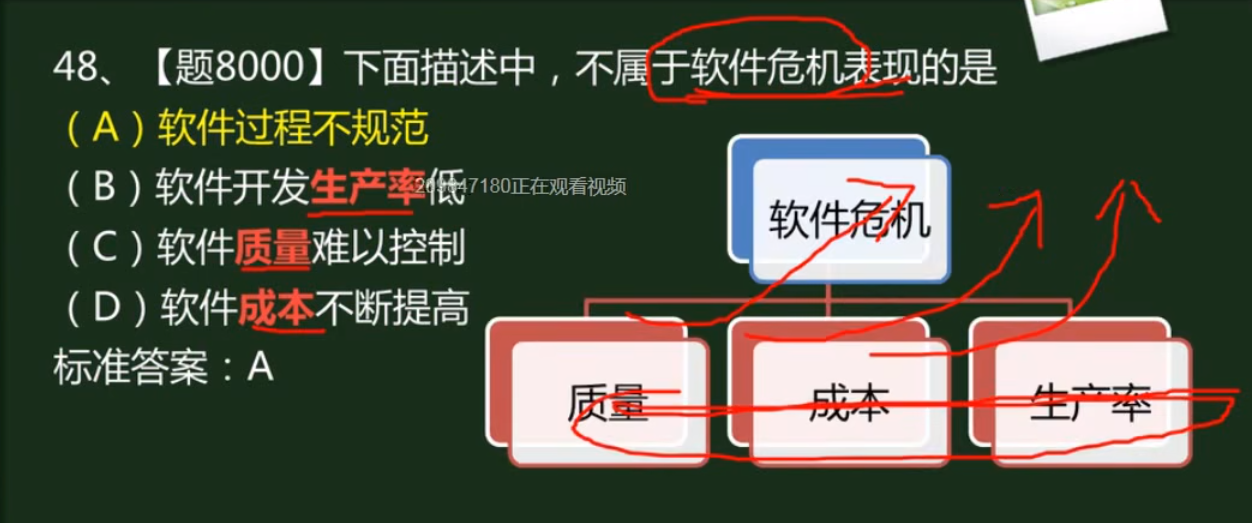 48、【题8000】下面描述中，不属于软件危机表现的是
（A）软件过程不规范
（B）软件开发生产率低
209847180正在观看视频
（C）软件质量难以控制
（D）软件成本不断提高
标准答案：A
软件危机
质量
成本
生产率